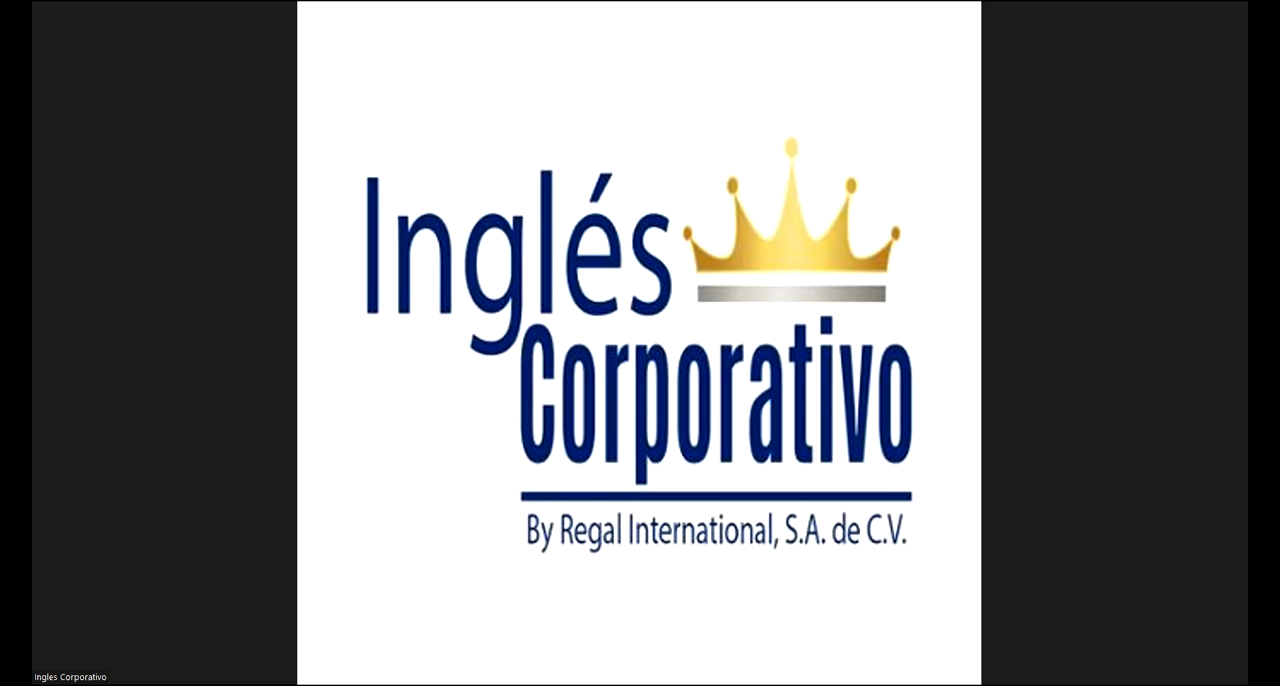 Inglés
Corporativo
By Regal International, S.A. de C.V.
Ingles Corporativo